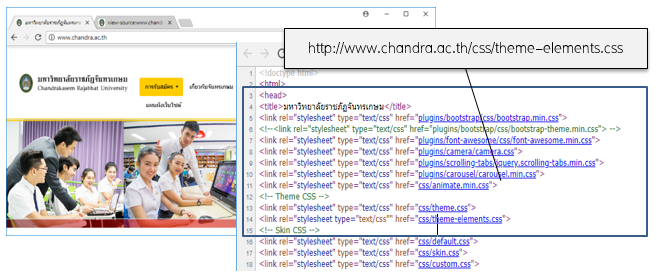 มหาวิทยาลัยราชภัฏจันทรเกษม
view-source:www.chand
www.chandra.ac.th
http://www.chandra.ac.th/css/theme-elements.css
มหาวิทยาลัยราชภัฏจันทรเกษม
Chandrakasem Rajabhat University
การรับสมัคร
เกี่ยวกับจันทรเกษม
แผนผังเว็บไซต์
1 <!doctype html>
2 <html>
3 <head>
4 <title>มหาวิทยาลัยราชภัฏจันทรเกษม</title>
5 <link rel="stylesheet" type="text/css" href="plugins/bootstrap/css/bootstrap.min.css">
6 <!--<link rel="stylesheet" type="text/css" href="plugins/bootstrap/css/bootstrap-theme.min.css"> -->
7 <link rel="stylesheet" type="text/css" href="plugins/font-awesome/css/font-awesome.min.css">
8 <link rel="stylesheet" type="text/css" href="plugins/camera/camera.css">
9 <link rel="stylesheet" type="text/css" href="plugins/scrolling-tabs/jquery.scrolling-tabs.min.css">
10 <link rel="stylesheet" type="text/css" href="plugins/carousel/carousel.min.css">
11 <link rel="stylesheet" type="text/css" href="css/animate.min.css">
12 <!-- Theme CSS -->
13 <link rel="stylesheet" type="text/css" href="css/theme.css">
14 <link rel="stylesheet type="text/css"" href="css/theme-elements.css">
15 <!-- Skin CSS -->
16 <link rel="stylesheet" type="text/css" href="css/default.css">
17 <link rel="stylesheet" type="text/css" href="css/skin.css">
18 <link rel="stylesheet" type="text/css" href="css/custom.css">